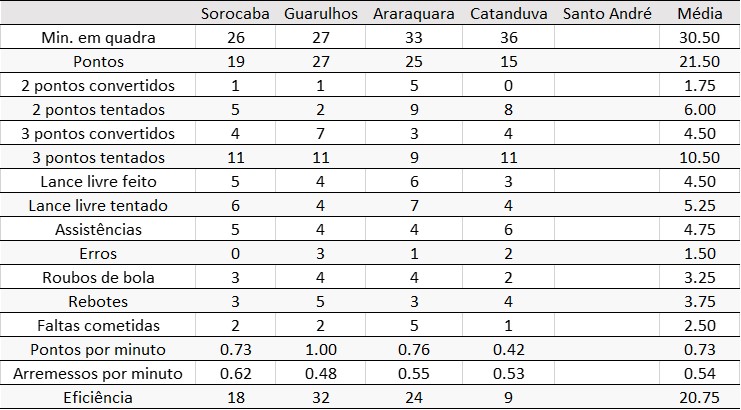 Sorocaba Guarulhos Araraquara Catanduva Santo André Média
Min. em quadra 26 27 33 36 30.50
Pontos 19 27 25 15 21.50
2 pontos convertidos 1 1 5 0 1.75
2 pontos tentados 5 2 9 8 6.00
3 pontos convertidos 4 7 3 4 4.50
3 pontos tentados 11 11 9 11 10.50
Lance livre feito 5 4 6 3 4.50
Lance livre tentado 6 4 7 4 5.25
Assistências 5 4 4 6 4.75
Erros 0 3 1 2 1.50
Roubos de bola 3 4 4 2 3.25
Rebotes 3 5 3 4 3.75
Faltas cometidas 2 2 5 1 2.50
Pontos por minuto 0.73 1.00 0.76 0.42 0.73
Arremessos por minuto 0.62 0.48 0.55 0.53 0.54
Eficiência 18 32 24 9 20.75